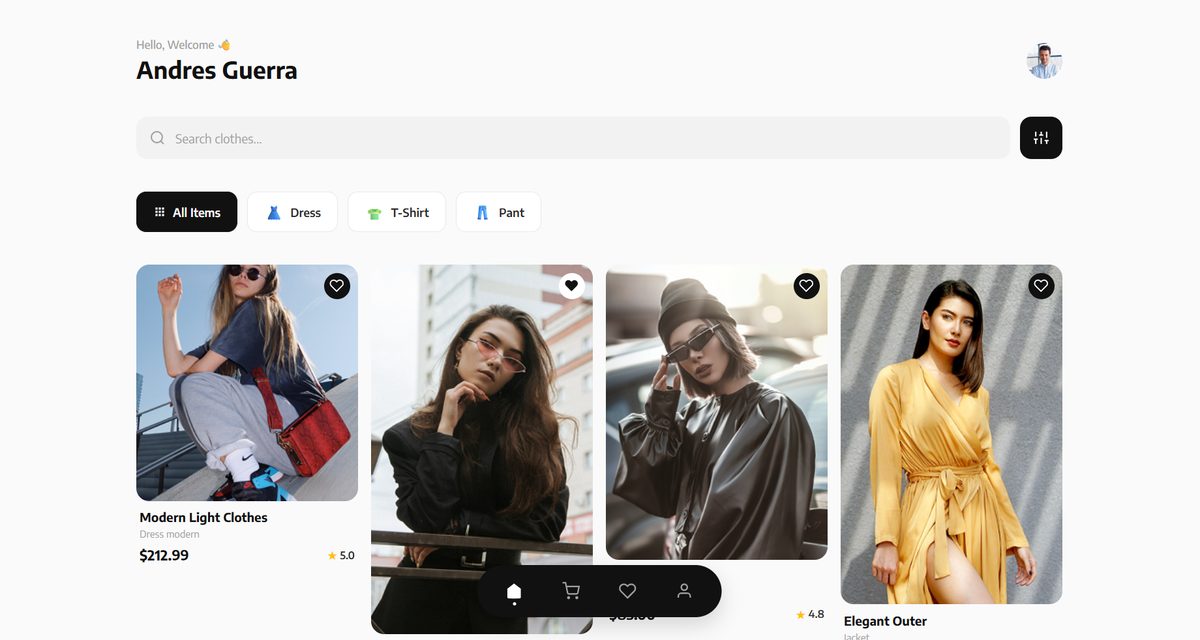 Hello, Welcome 👋
Andres Guerra
Search clothes...
All Items
Dress
T-Shirt
Pant
Modern Light Clothes
Dress modern
$212.99
★ 5.0
★ 4.8
Elegant Outer
Jacket